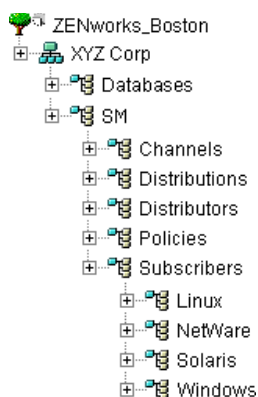 ZENworks_Boston
XYZ Corp
Databases
SM
Channels
Distributions
Distributors
Policies
Subscribers
Linux
NetWare
Solaris
Windows